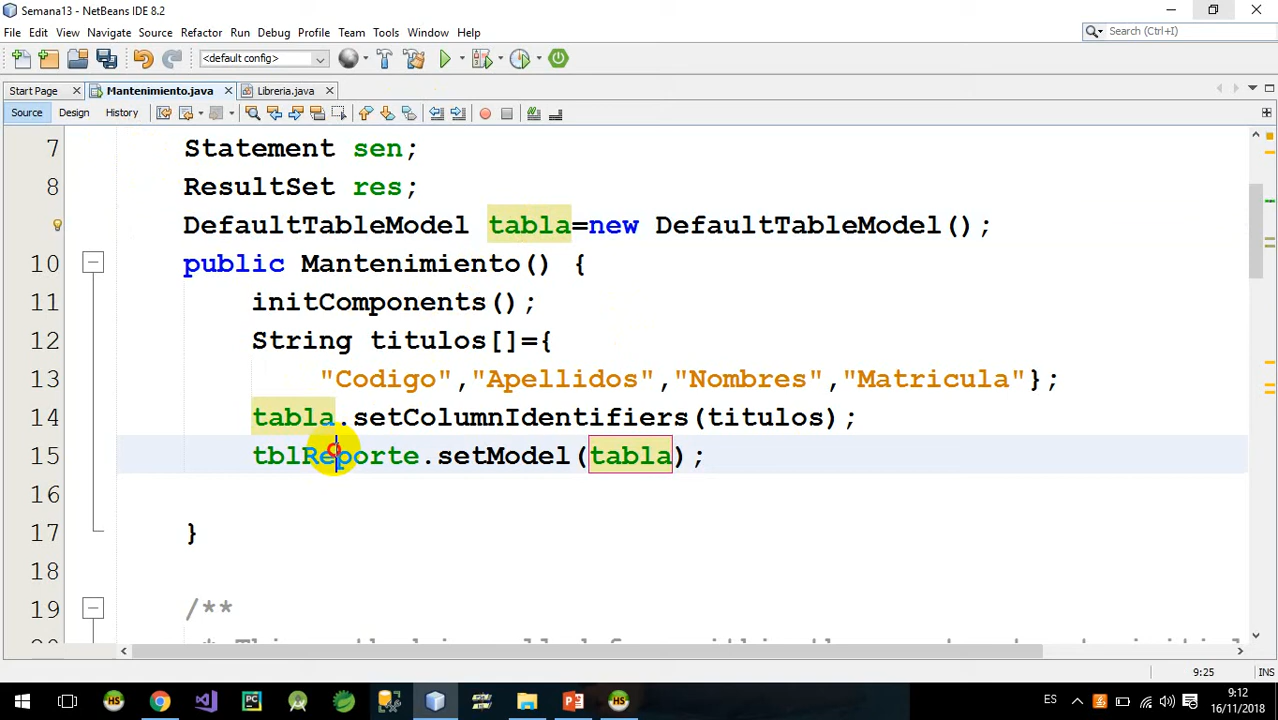 Semana13 - NetBeans IDE 8.2
File Edit View Navigate Source Refactor Run Debug Profile Team Tools Window Help
Search (Ctrl+I)
<default config>
Start Page Mantenimiento.java Libreria.java
Source Design History
7 Statement sen;
8 ResultSet res;
DefaultTableModel tabla=new DefaultTableModel();
10 public Mantenimiento() {
11 initComponents();
12 String titulos[]={
13 "Codigo","Apellidos","Nombres","Matricula"};
14 tabla.setColumnIdentifiers(titulos);
15 tblReporte.setModel(tabla);
16
17 }
18
19 /**
9:25 INS
ES 9:12
16/11/2018